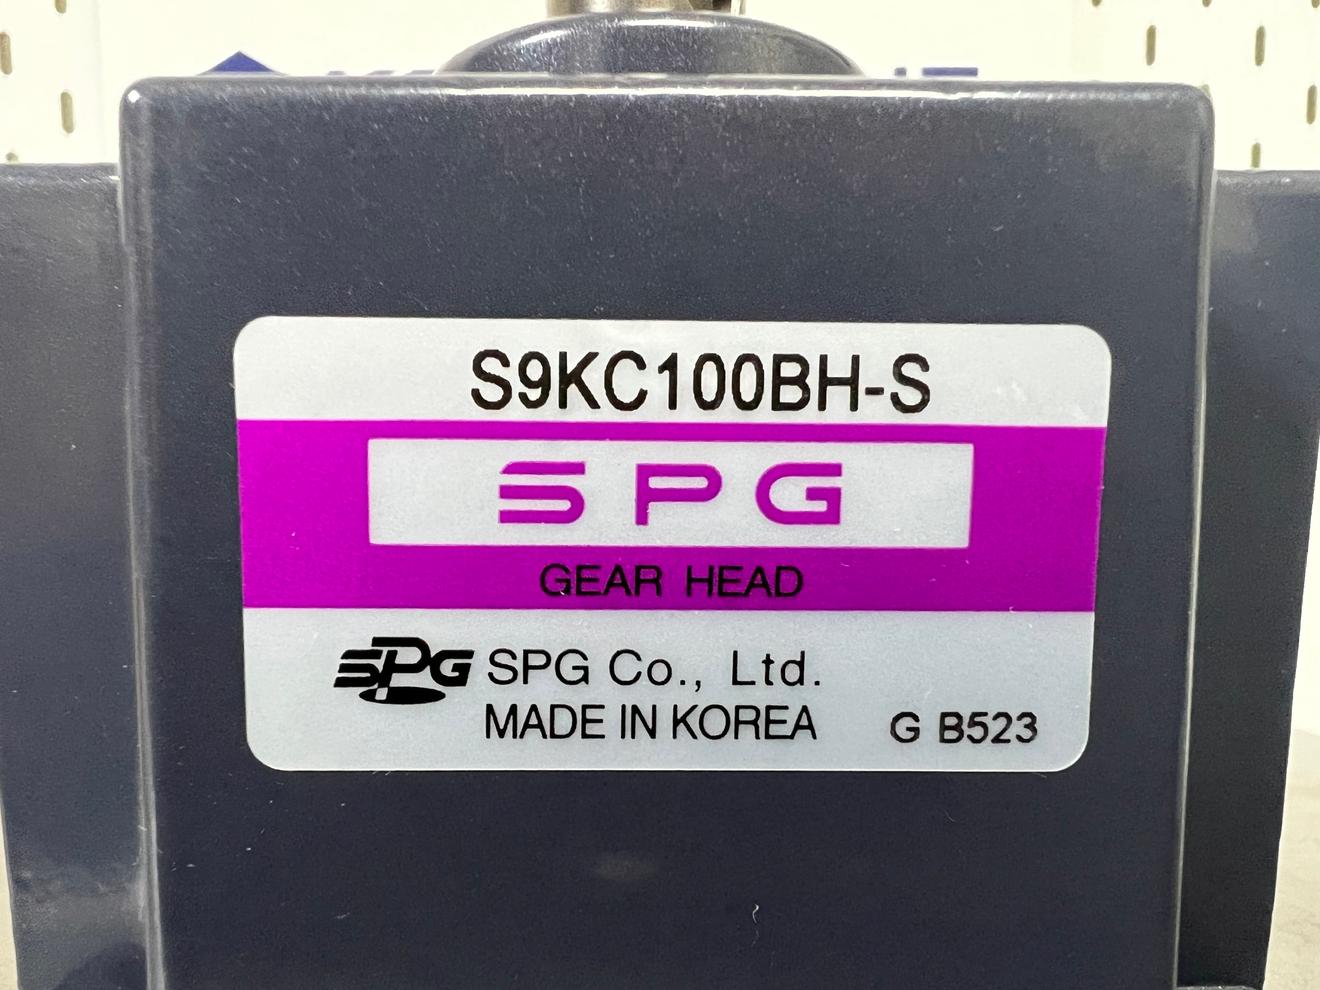 S9KC100BH-S
SPG
GEAR HEAD
SPG SPG Co., Ltd.
MADE IN KOREA G B523